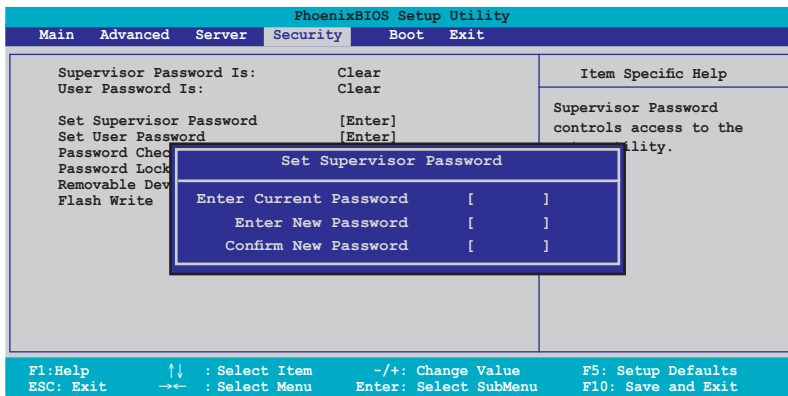 PhoenixBIOS Setup Utility
Main Advanced Server Security Boot Exit
Supervisor Password Is: Clear
User Password Is: Clear
Set Supervisor Password [Enter]
Set User Password [Enter]
Password Chec
Password Lock
Removable Dev
Flash Write
Item Specific Help
Supervisor Password
controls access to the
ility.
Set Supervisor Password
Enter Current Password [ ]
Enter New Password [ ]
Confirm New Password [ ]
F1:Help ↑↓ : Select Item -/+: Change Value F5: Setup Defaults
ESC: Exit →← : Select Menu Enter: Select SubMenu F10: Save and Exit